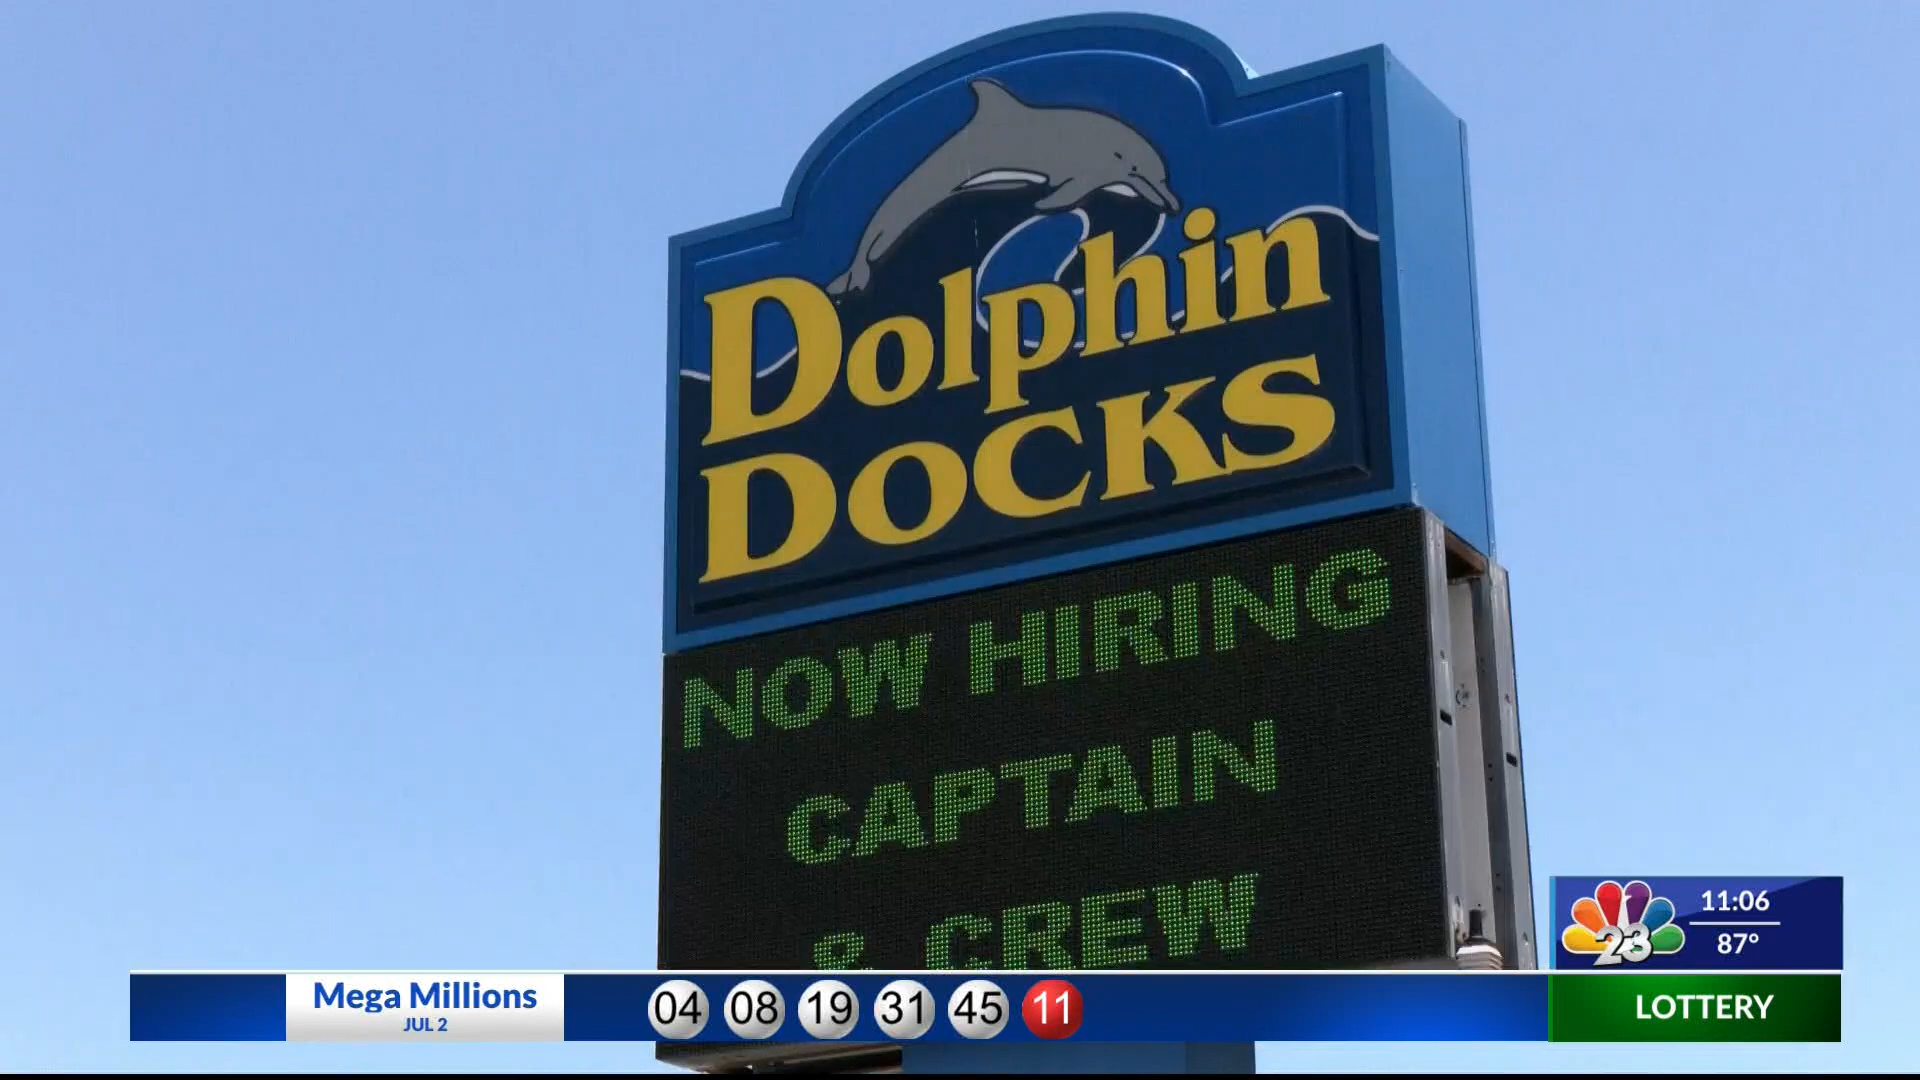 Dolphin
DOCKS
NOW HIRING
CAPTAIN
& CREW
23
11:06
87°
Mega Millions
JUL 2
04 08 19 31 45 11
LOTTERY